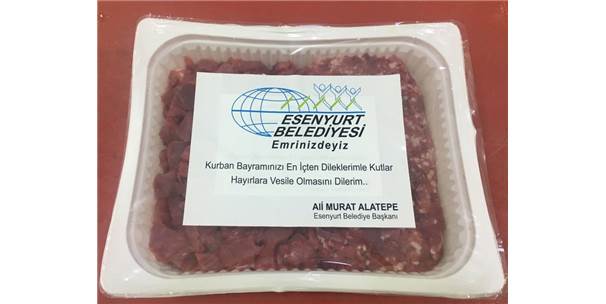 ESENYURT
BELEDİYESİ
Emrinizdeyiz
Kurban Bayramınızı En İçten Dileklerimle Kutlar
Hayırlara Vesile Olmasını Dilerim..
Ali MURAT ALATEPE
Esenyurt Belediye Başkanı